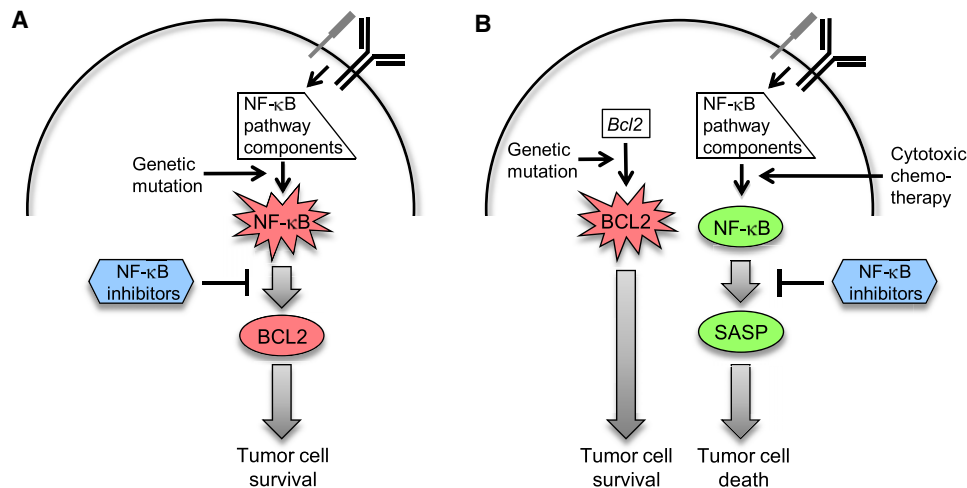 A
NF-κB
pathway
components
Genetic
mutation
NF-κB
NF-κB
inhibitors
BCL2
Tumor cell
survival
B
Bcl2
Genetic
mutation
BCL2
Tumor cell
survival
NF-κB
pathway
components
Cytotoxic
chemo-
therapy
NF-κB
NF-κB
inhibitors
SASP
Tumor cell
death